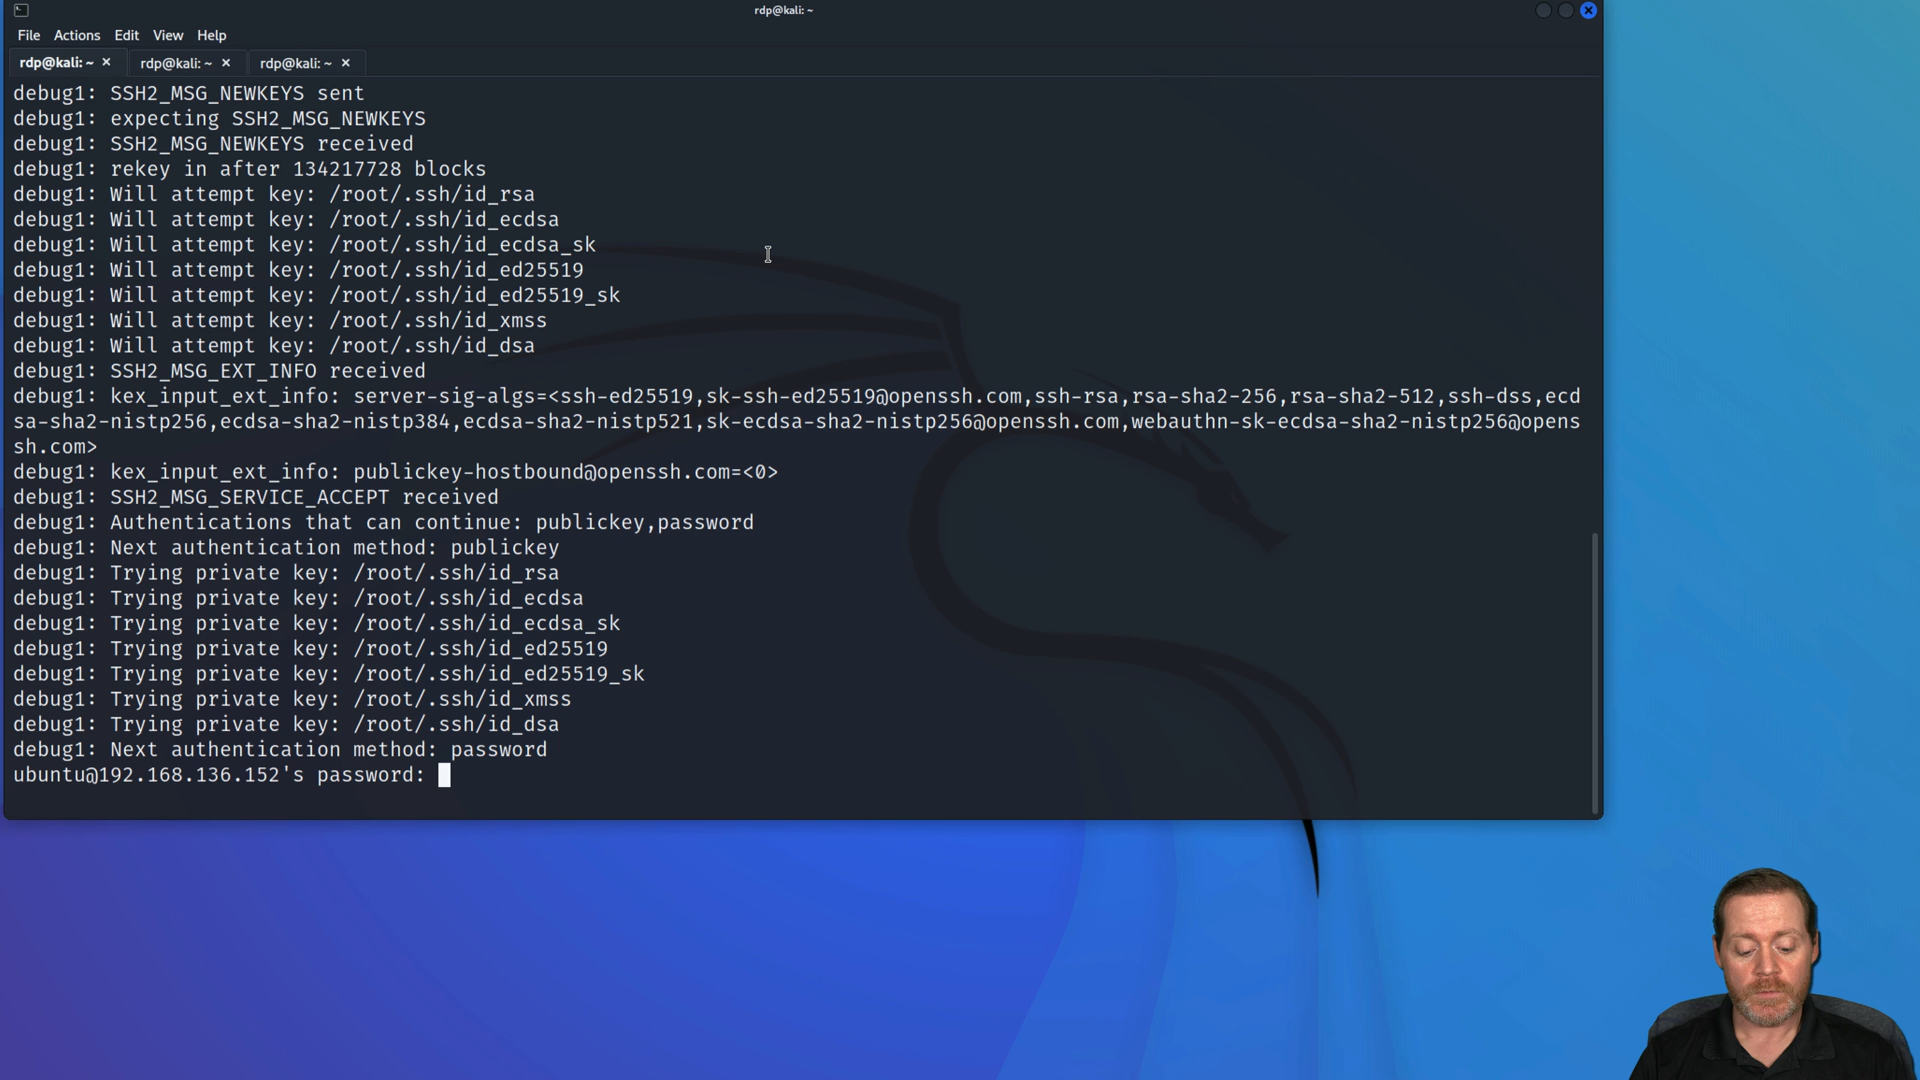 rdp@kali: ~
File Actions Edit View Help
rdp@kali: ~ × rdp@kali: ~ × rdp@kali: ~ ×
debug1: SSH2_MSG_NEWKEYS sent
debug1: expecting SSH2_MSG_NEWKEYS
debug1: SSH2_MSG_NEWKEYS received
debug1: rekey in after 134217728 blocks
debug1: Will attempt key: /root/.ssh/id_rsa
debug1: Will attempt key: /root/.ssh/id_ecdsa
debug1: Will attempt key: /root/.ssh/id_ecdsa_sk
debug1: Will attempt key: /root/.ssh/id_ed25519
debug1: Will attempt key: /root/.ssh/id_ed25519_sk
debug1: Will attempt key: /root/.ssh/id_xmss
debug1: Will attempt key: /root/.ssh/id_dsa
debug1: SSH2_MSG_EXT_INFO received
debug1: kex_input_ext_info: server-sig-algs=<ssh-ed25519,sk-ssh-ed25519@openssh.com,ssh-rsa,rsa-sha2-256,rsa-sha2-512,ssh-dss,ecd
sa-sha2-nistp256,ecdsa-sha2-nistp384,ecdsa-sha2-nistp521,sk-ecdsa-sha2-nistp256@openssh.com,webauthn-sk-ecdsa-sha2-nistp256@opens
sh.com>
debug1: kex_input_ext_info: publickey-hostbound@openssh.com=<0>
debug1: SSH2_MSG_SERVICE_ACCEPT received
debug1: Authentications that can continue: publickey,password
debug1: Next authentication method: publickey
debug1: Trying private key: /root/.ssh/id_rsa
debug1: Trying private key: /root/.ssh/id_ecdsa
debug1: Trying private key: /root/.ssh/id_ecdsa_sk
debug1: Trying private key: /root/.ssh/id_ed25519
debug1: Trying private key: /root/.ssh/id_ed25519_sk
debug1: Trying private key: /root/.ssh/id_xmss
debug1: Trying private key: /root/.ssh/id_dsa
debug1: Next authentication method: password
ubuntu@192.168.136.152's password: